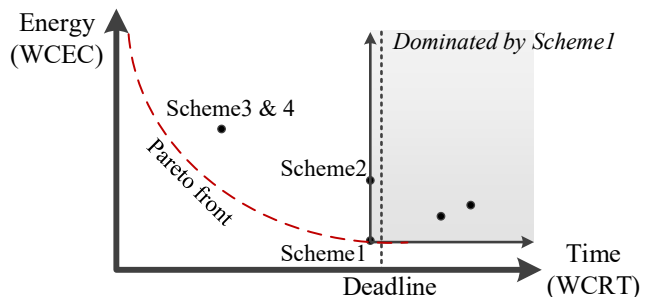 Energy
(WCEC)
Dominated by Scheme1
Scheme3 & 4
Pareto front
Scheme2
Scheme1
Time
(WCRT)
Deadline